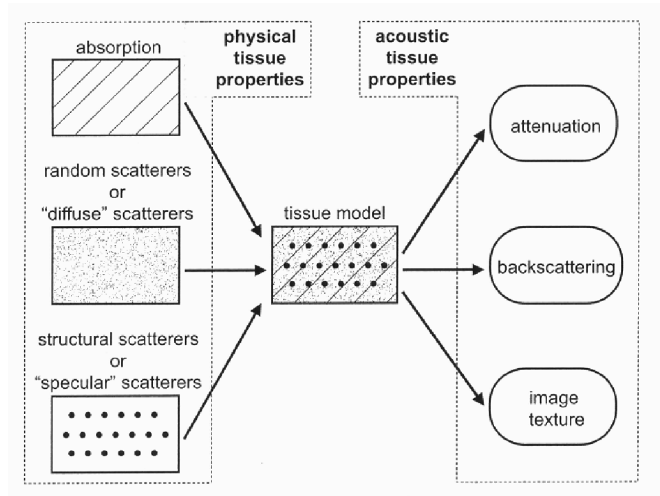 absorption
physical
tissue
properties
acoustic
tissue
properties
attenuation
random scatterers
or
“diffuse” scatterers
tissue model
backscattering
structural scatterers
or
“specular” scatterers
image
texture